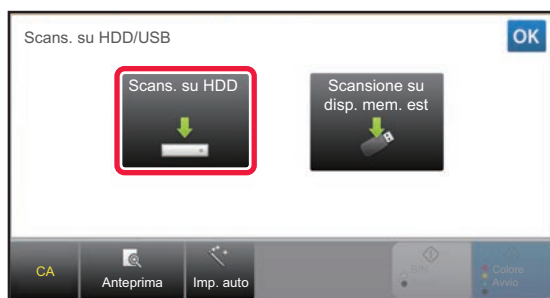 Scans. su HDD/USB
OK
Scans. su HDD
Scansione su
disp. mem. est
CA
Anteprima
Imp. auto
B/N
Avvio
Colore
Avvio